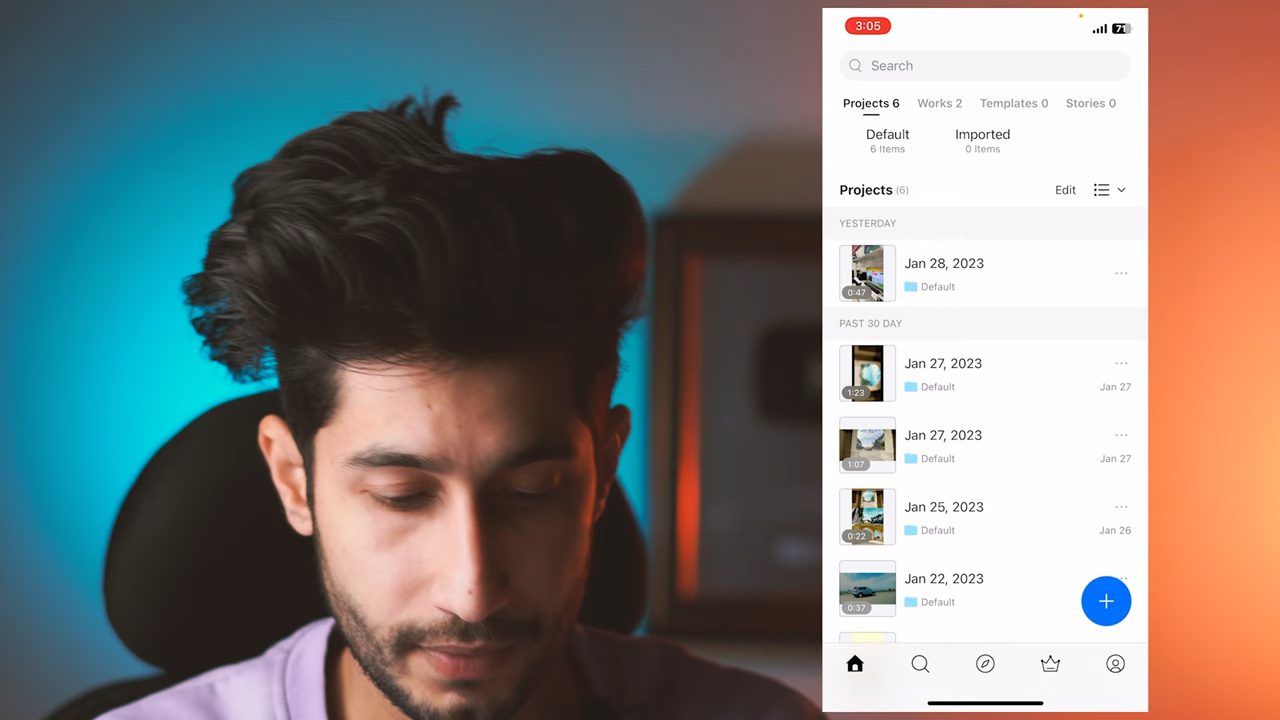 3:05
71
Search
Projects 6 Works 2 Templates 0 Stories 0
Default Imported
6 Items 0 Items
Projects (6) Edit
YESTERDAY
Jan 28, 2023
0:47 Default
PAST 30 DAY
Jan 27, 2023
1:23 Default Jan 27
Jan 27, 2023
1:07 Default Jan 27
Jan 25, 2023
0:22 Default Jan 26
Jan 22, 2023
0:37 Default